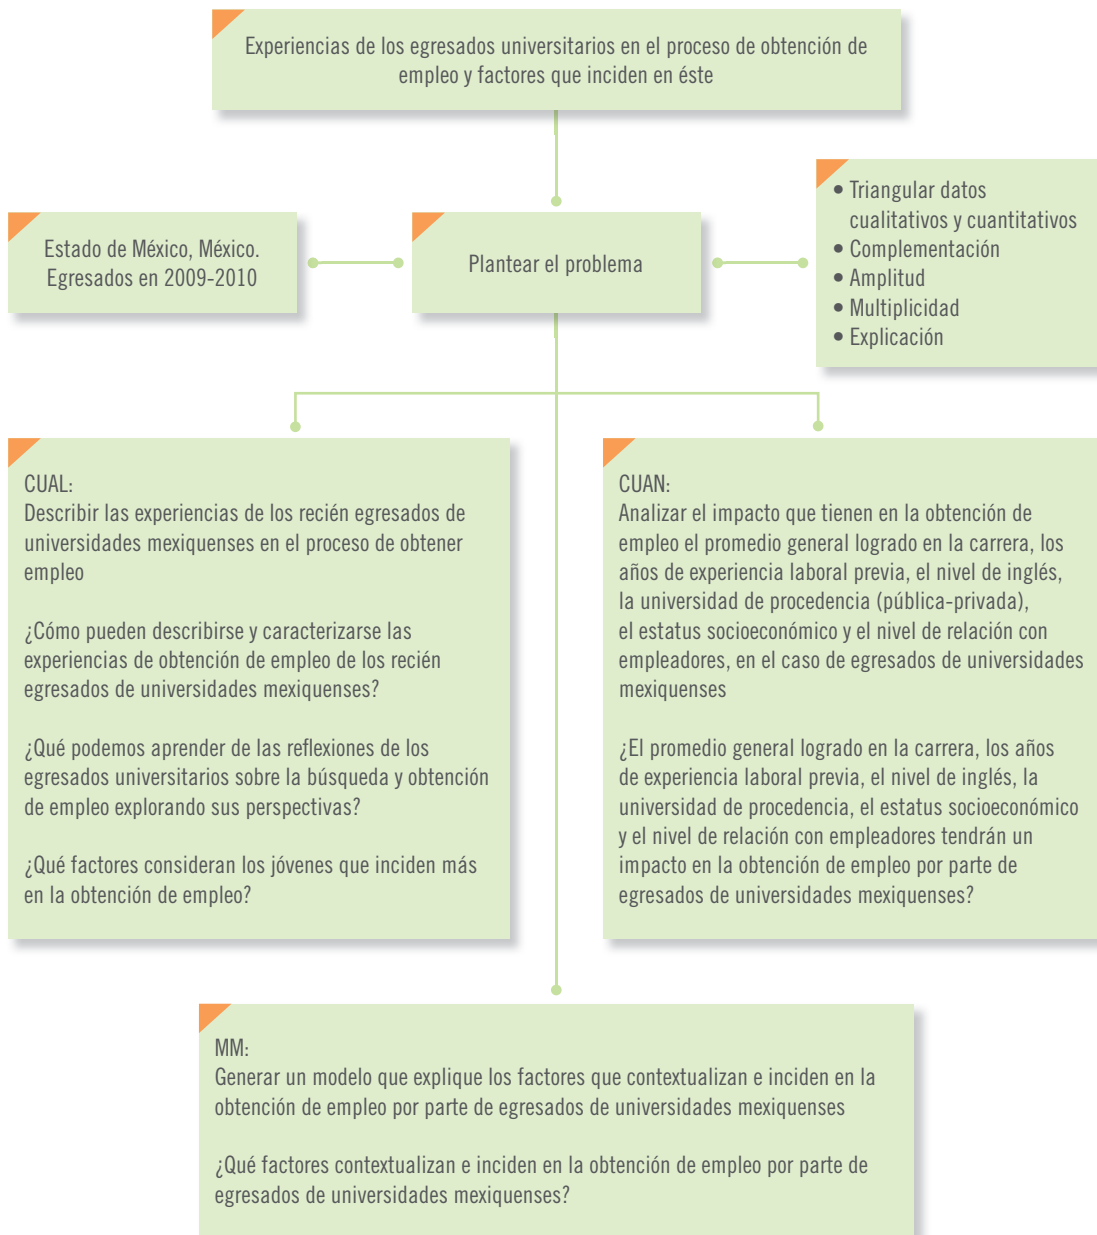 Experiencias de los egresados universitarios en el proceso de obtención de
empleo y factores que inciden en éste
Estado de México, México.
Egresados en 2009-2010
Plantear el problema
• Triangular datos
cualitativos y cuantitativos
• Complementación
• Amplitud
• Multiplicidad
• Explicación
CUAL:
Describir las experiencias de los recién egresados de
universidades mexiquenses en el proceso de obtener
empleo
¿Cómo pueden describirse y caracterizarse las
experiencias de obtención de empleo de los recién
egresados de universidades mexiquenses?
¿Qué podemos aprender de las reflexiones de los
egresados universitarios sobre la búsqueda y obtención
de empleo explorando sus perspectivas?
¿Qué factores consideran los jóvenes que inciden más
en la obtención de empleo?
CUAN:
Analizar el impacto que tienen en la obtención de
empleo el promedio general logrado en la carrera, los
años de experiencia laboral previa, el nivel de inglés,
la universidad de procedencia (pública-privada),
el estatus socioeconómico y el nivel de relación con
empleadores, en el caso de egresados de universidades
mexiquenses
¿El promedio general logrado en la carrera, los años
de experiencia laboral previa, el nivel de inglés, la
universidad de procedencia, el estatus socioeconómico
y el nivel de relación con empleadores tendrán un
impacto en la obtención de empleo por parte de
egresados de universidades mexiquenses?
MM:
Generar un modelo que explique los factores que contextualizan e inciden en la
obtención de empleo por parte de egresados de universidades mexiquenses
¿Qué factores contextualizan e inciden en la obtención de empleo por parte de
egresados de universidades mexiquenses?